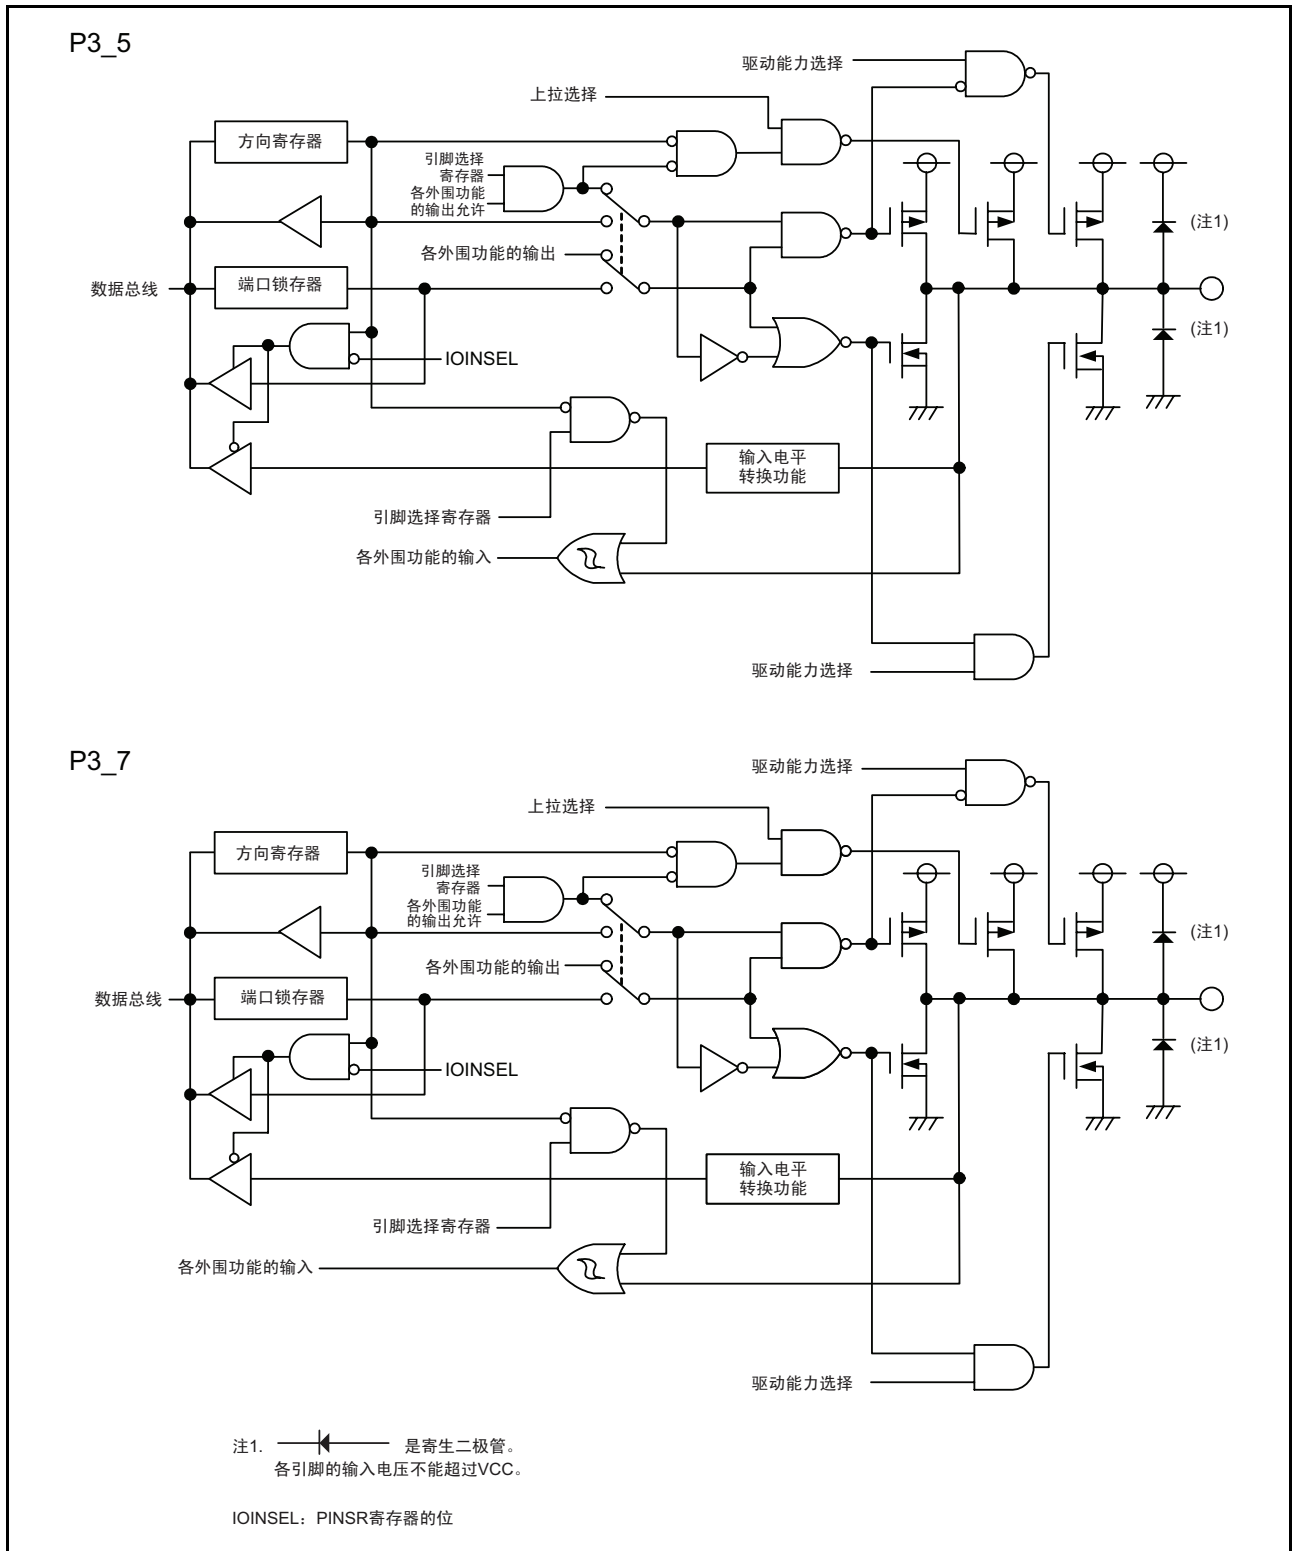 P3_5
驱动能力选择
上拉选择
方向寄存器
引脚选择
寄存器
各外围功能
的输出允许
(注1)
各外围功能的输出
数据总线
端口锁存器
(注1)
IOINSEL
输入电平
转换功能
引脚选择寄存器
各外围功能的输入
驱动能力选择
P3_7
驱动能力选择
上拉选择
方向寄存器
引脚选择
寄存器
各外围功能
的输出允许
(注1)
各外围功能的输出
数据总线
端口锁存器
(注1)
IOINSEL
输入电平
转换功能
引脚选择寄存器
各外围功能的输入
驱动能力选择
注1. 是寄生二极管。
各引脚的输入电压不能超过VCC。
IOINSEL：PINSR寄存器的位